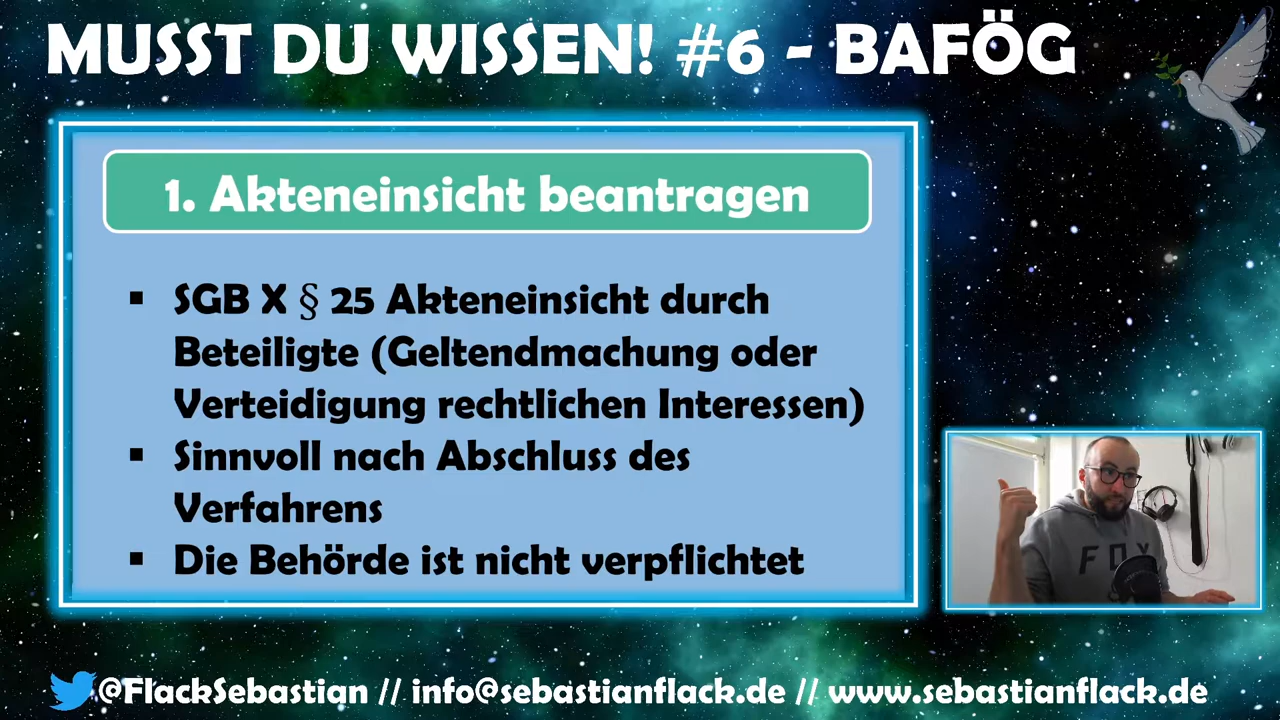 MUSST DU WISSEN! #6 - BAFÖG
1. Akteneinsicht beantragen
▪ SGB X § 25 Akteneinsicht durch
Beteiligte (Geltendmachung oder
Verteidigung rechtlichen Interessen)
▪ Sinnvoll nach Abschluss des
Verfahrens
▪ Die Behörde ist nicht verpflichtet
FOX
@FlackSebastian // info@sebastianflack.de // www.sebastianflack.de